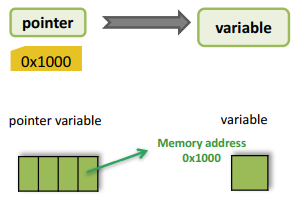 pointer
variable
0x1000
pointer variable
variable
Memory address
0x1000